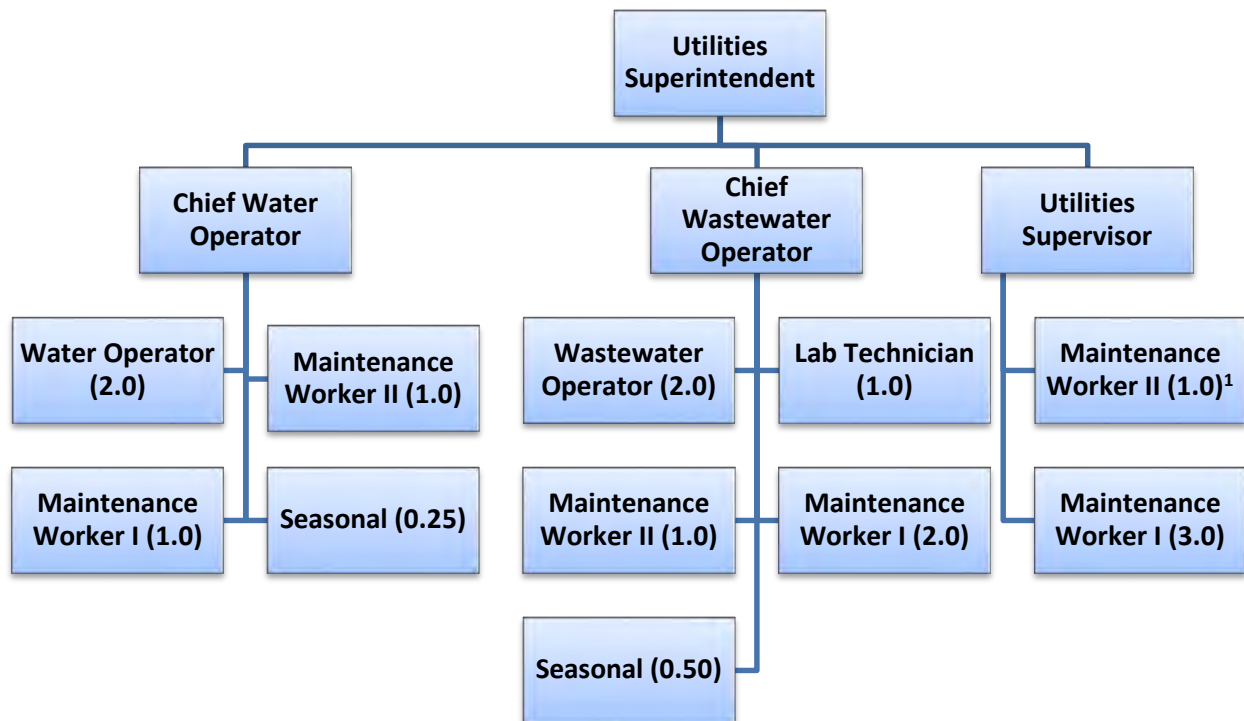 Utilities
Superintendent
Chief Water
Operator
Chief
Wastewater
Operator
Utilities
Supervisor
Water Operator
(2.0)
Maintenance
Worker II (1.0)
Wastewater
Operator (2.0)
Lab Technician
(1.0)
Maintenance
Worker II (1.0)¹
Maintenance
Worker I (1.0)
Seasonal (0.25)
Maintenance
Worker II (1.0)
Maintenance
Worker I (2.0)
Maintenance
Worker I (3.0)
Seasonal (0.50)